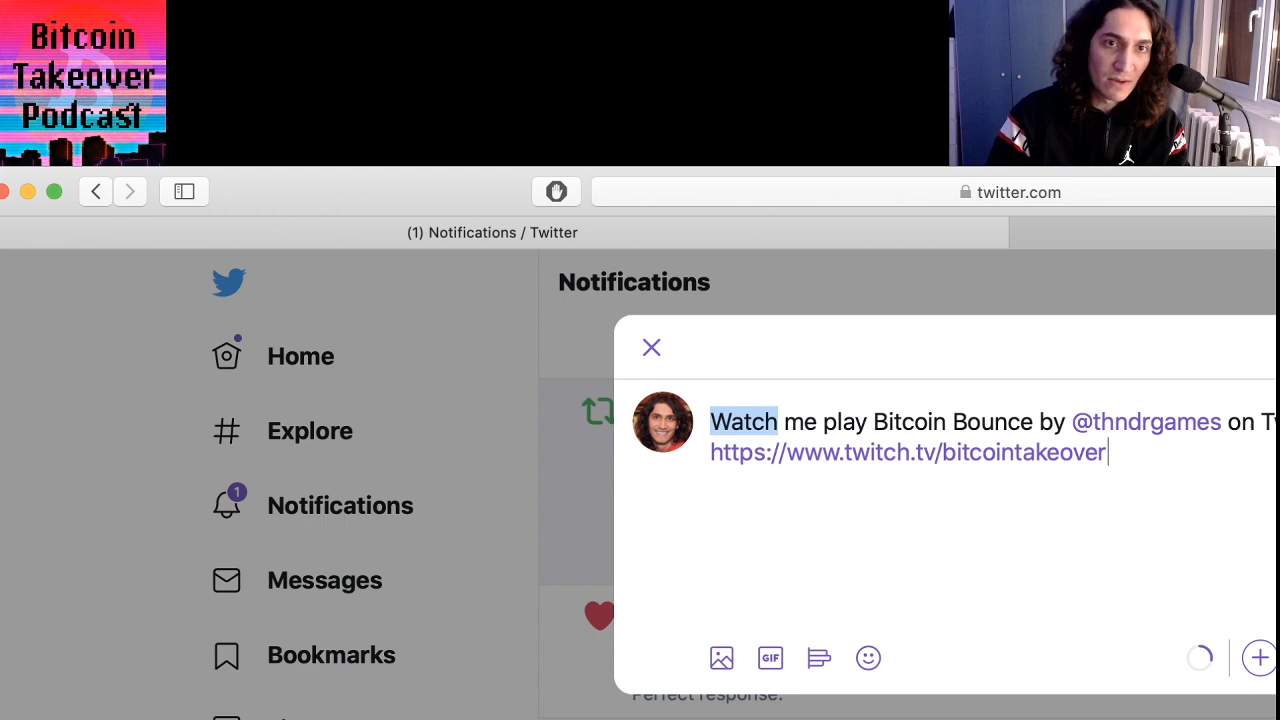 Bitcoin
Takeover
Podcast
twitter.com
(1) Notifications / Twitter
Notifications
Home
Explore
1
Notifications
Messages
Bookmarks
Watch me play Bitcoin Bounce by @thndrgames on
https://www.twitch.tv/bitcointakeover
GIF
Perfect response.